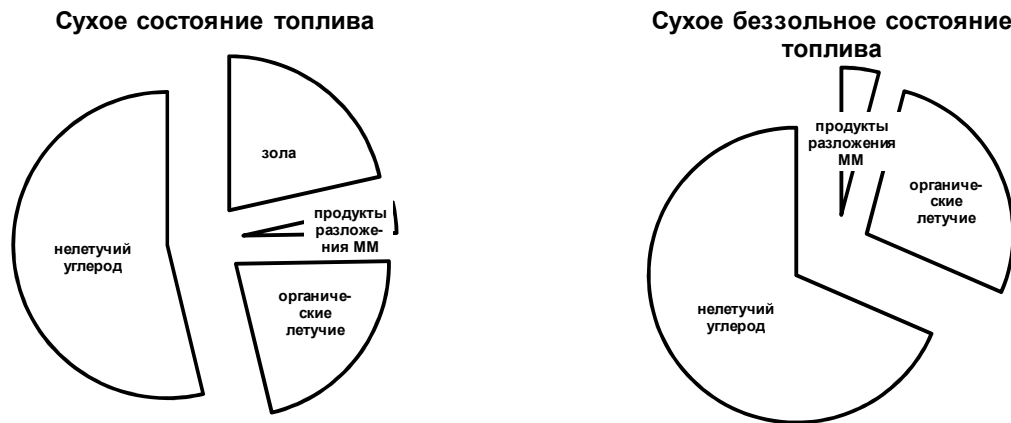 Сухое состояние топлива
зола
продукты
разложе-
ния ММ
нелетучий
углерод
органиче-
ские
летучие
Сухое беззольное состояние
топлива
продукты
разложения
ММ
органиче-
ские
летучие
нелетучий
углерод